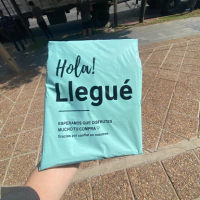 Hola!
Llegué
ESPERAMOS QUE DISFRUTES
MUCHO TU COMPRA ♡
Gracias por confiar en nosotros